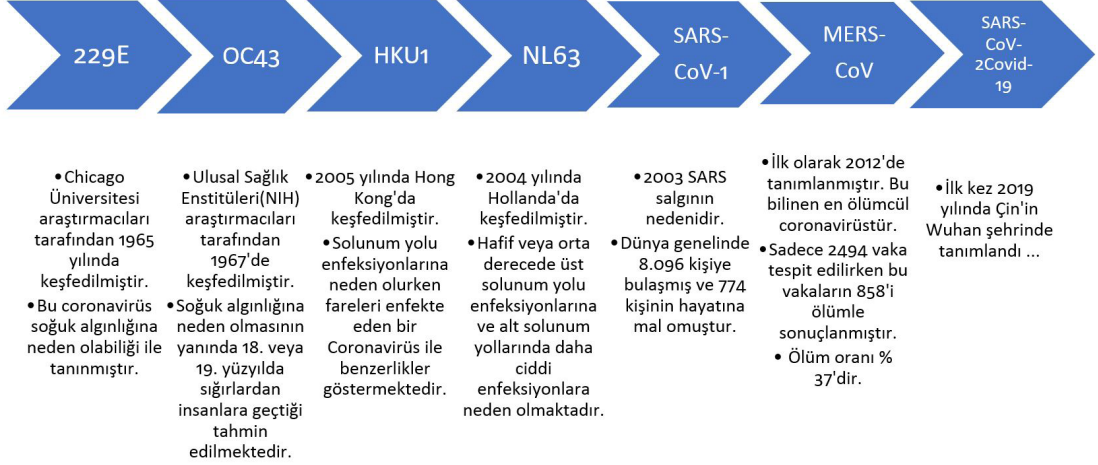 229E
OC43
HKU1
NL63
SARS-
CoV-1
MERS-
CoV
SARS-
CoV-
2Covid-
19
•Chicago
Üniversitesi
araştırmacıları
tarafından 1965
yılında
keşfedilmiştir.
•Bu coronavirüs
soğuk algınlığına
neden olabiliği ile
tanınmıştır.
•Ulusal Sağlık
Enstitüleri(NIH)
araştırmacıları
tarafından
1967'de
keşfedilmiştir.
•Soğuk algınlığına
neden olmasının
yanında 18. veya
19. yüzyılda
sığırlardan
insanlara geçtiği
tahmin
edilmektedir.
•2005 yılında Hong
Kong'da
keşfedilmiştir.
•Solunum yolu
enfeksiyonlarına
neden olurken
fareleri enfekte
eden bir
Coronavirüs ile
benzerlikler
göstermektedir.
•2004 yılında
Hollanda'da
keşfedilmiştir.
•Hafif veya orta
derecede üst
solunum yolu
enfeksiyonlarına
ve alt solunum
yollarında daha
ciddi
enfeksiyonlara
neden olmaktadır.
•2003 SARS
salgının
nedenidir.
•Dünya genelinde
8.096 kişiye
bulaşmış ve 774
kişinin hayatına
mal omuştur.
•İlk olarak 2012'de
tanımlanmıştır. Bu
bilinen en ölümcül
coronavirüstür.
•Sadece 2494 vaka
tespit edilirken bu
vakaların 858'i
ölümle
sonuçlanmıştır.
• Ölüm oranı %
37'dir.
•İlk kez 2019
yılında Çin'in
Wuhan şehrinde
tanımlandı ...